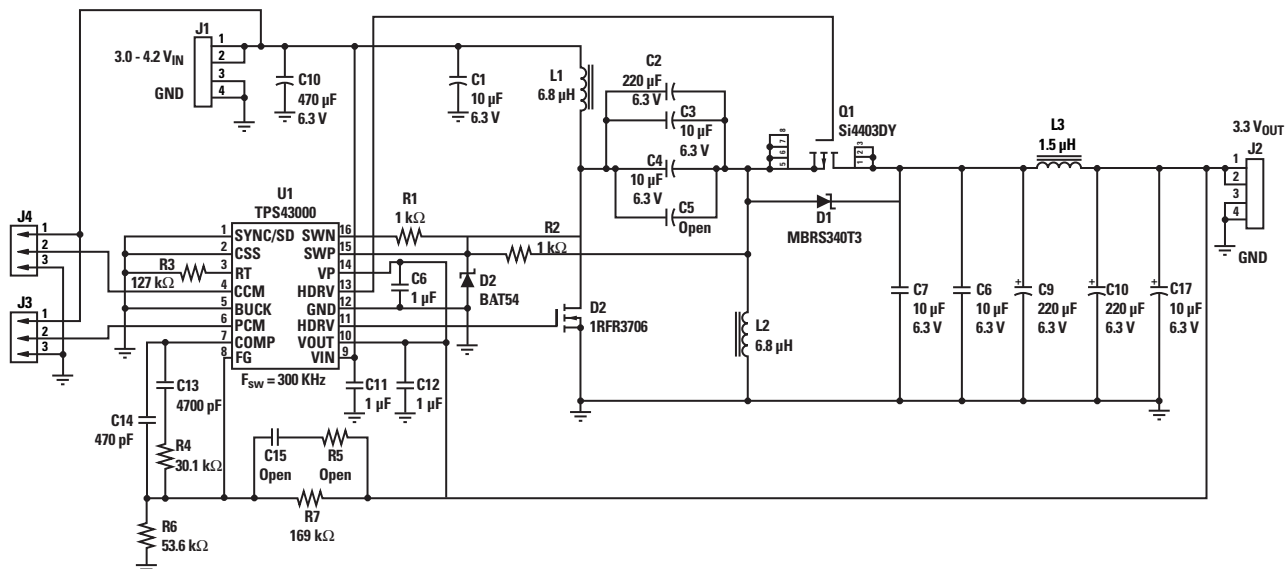 J1
3.0 - 4.2 VIN
GND
1
2
3
4
C10
470 µF
6.3 V
C1
10 µF
6.3 V
L1
6.8 µH
C2
220 µF
6.3 V
C3
10 µF
6.3 V
C4
10 µF
6.3 V
C5
Open
Q1
Si4403DY
8
7
6
5
3
2
1
D1
MBRS340T3
L3
1.5 µH
3.3 VOUT
J2
1
2
3
4
GND
J4
1
2
3
J3
1
2
3
U1
TPS43000
1 SYNC/SD SWN 16
2 CSS SWP 15
3 RT VP 14
4 CCM HDRV 13
5 BUCK GND 12
6 PCM HDRV 11
7 COMP VOUT 10
8 FG VIN 9
FSW = 300 KHz
R3
127 kΩ
R1
1 kΩ
R2
1 kΩ
C6
1 µF
D2
BAT54
D2
1RFR3706
L2
6.8 µH
C7
10 µF
6.3 V
C6
10 µF
6.3 V
+
C9
220 µF
6.3 V
+
C10
220 µF
6.3 V
+
C17
10 µF
6.3 V
C11
1 µF
C12
1 µF
C13
4700 pF
C14
470 pF
R4
30.1 kΩ
C15
Open
R5
Open
R7
169 kΩ
R6
53.6 kΩ